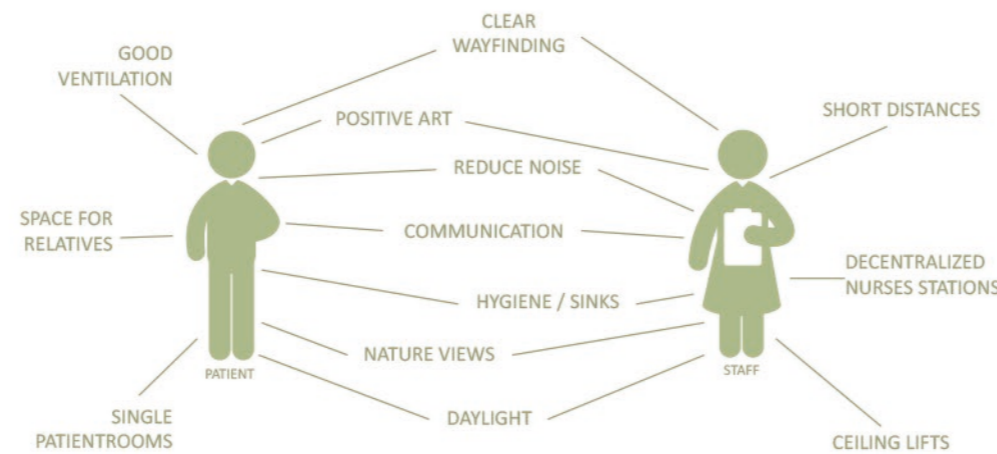 CLEAR
WAYFINDING
GOOD
VENTILATION
POSITIVE ART
SHORT DISTANCES
REDUCE NOISE
SPACE FOR
RELATIVES
COMMUNICATION
DECENTRALIZED
NURSES STATIONS
HYGIENE / SINKS
NATURE VIEWS
PATIENT
STAFF
SINGLE
PATIENTROOMS
DAYLIGHT
CEILING LIFTS